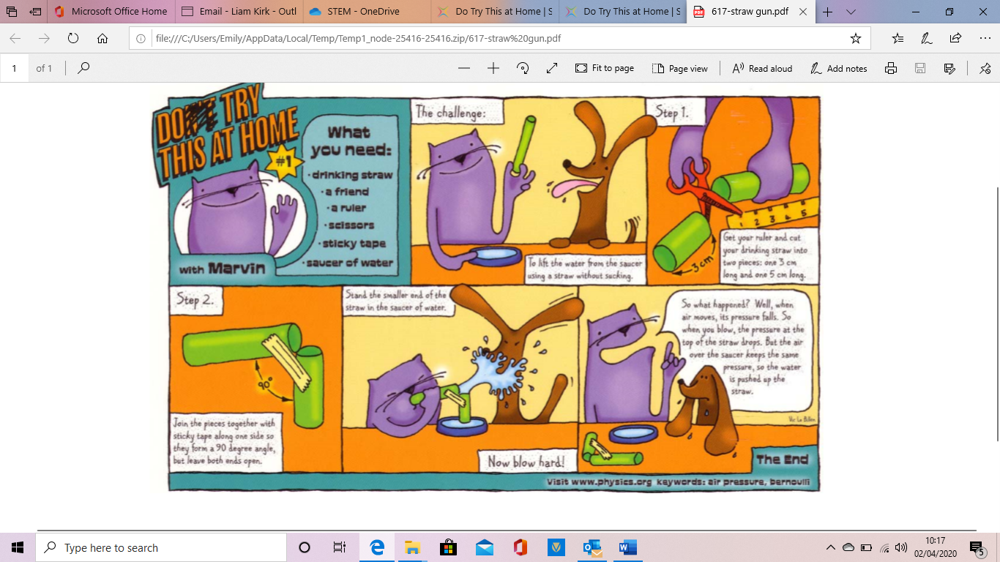 Microsoft Office Home
Email - Liam Kirk - Outl
STEM - OneDrive
Do Try This at Home | S
Do Try This at Home | S
617-straw gun.pdf
file:///C:/Users/Emily/AppData/Local/Temp/Temp1_node-25416-25416.zip/617-straw%20gun.pdf
1 of 1
Fit to page
Page view
Read aloud
Add notes
DON'T TRY
THIS AT HOME
#1
with Marvin
What
you need:
· drinking straw
· a friend
· a ruler
· scissors
· sticky tape
· saucer of water
The challenge:
To lift the water from the saucer
using a straw without sucking.
Step 1.
1 2 3 4 5
3 cm
Get your ruler and cut
your drinking straw into
two pieces: one 3 cm
long and one 5 cm long.
Step 2.
90°
Join the pieces together with
sticky tape along one side so
they form a 90 degree angle,
but leave both ends open.
Stand the smaller end of the
straw in the saucer of water.
Now blow hard!
So what happened? Well, when
air moves, its pressure falls. So
when you blow, the pressure at the
top of the straw drops. But the air
over the saucer keeps the same
pressure, so the water
is pushed up the
straw.
The End
Visit www.physics.org keywords: air pressure, bernoulli
Type here to search
10:17
02/04/2020
5